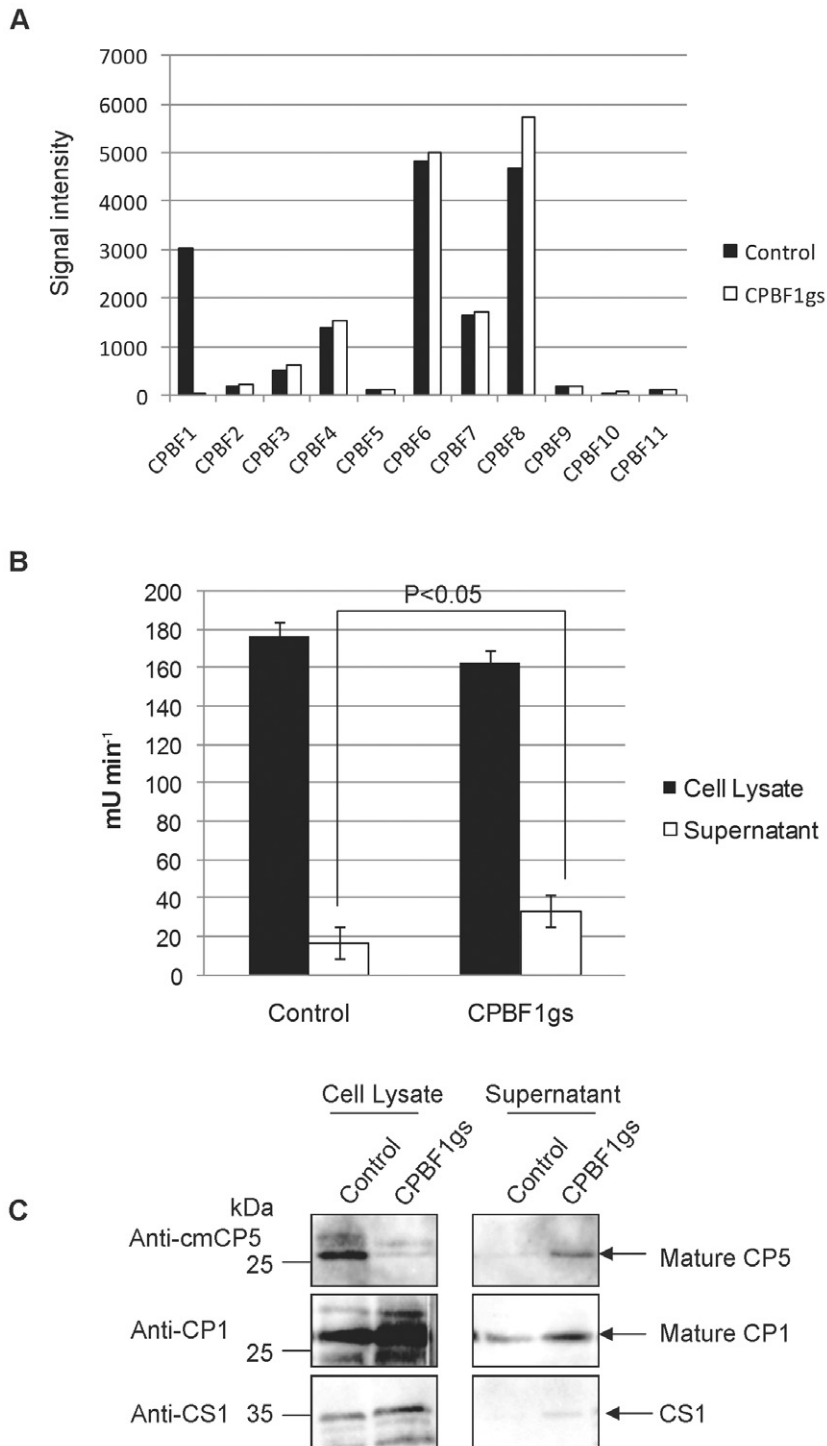 A
7000
6000
5000
4000
3000
2000
1000
0
Signal intensity
CPBF1
CPBF2
CPBF3
CPBF4
CPBF5
CPBF6
CPBF7
CPBF8
CPBF9
CPBF10
CPBF11
Control
CPBF1gs
B
200
180
160
140
120
100
80
60
40
20
0
mU min-1
P<0.05
Control
CPBF1gs
Cell Lysate
Supernatant
C
Cell Lysate
Supernatant
Control
CPBF1gs
Control
CPBF1gs
kDa
Anti-cmCP5
25
Mature CP5
Anti-CP1
25
Mature CP1
Anti-CS1
35
CS1